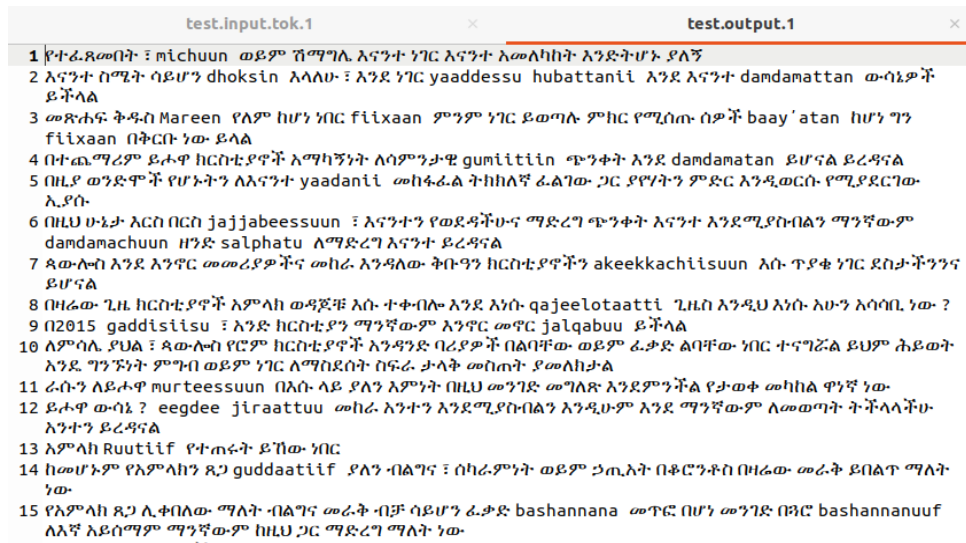 test.input.tok.1 × test.output.1 ×
1 የተፈጸመበት ፣ michuun ወይም ሽማግሌ እናንተ ነገር እናንተ አመለካከት እንድትሆኑ ያለኝ
2 እናንተ ስሜት ሳይሆን dhoksin እላለሁ ፣ እንደ ነገር yaaddessu hubattanii እንደ እናንተ damdamattan ውሳኔዎች
ይችላል
3 መጽሐፍ ቅዱስ Mareen የለም ከሆነ ነበር fiixaan ምንም ነገር ይወጣሉ ምክር የሚሰጡ ሰዎች baay'atan ከሆነ ግን
fiixaan በቅርቡ ነው ይላል
4 በተጨማሪም ይሖዋ ክርስቲያኖች አማካኝነት ለሳምንታዊ gumiitiin ጭንቀት እንደ damdamatan ይሆናል ይረዳናል
5 በዚያ ወንድሞች የሆኑትን ለእናንተ yaadanii መከፋፈል ትክክለኛ ፈልገው ጋር ያየሃትን ምድር እንዲወርሱ የሚያደርገው
ኢያሱ
6 በዚህ ሁኔታ እርስ በርስ jajjabeessuun ፣ እናንተን የወደዳችሁና ማድረግ ጭንቀት እናንተ እንደሚያስብልን ማንኛውም
damdamachuun ዘንድ salphatu ለማድረግ እናንተ ይረዳናል
7 ጳውሎስ እንደ እንኖር መመሪያዎችና መከራ እንዳለው ቅቡዓን ክርስቲያኖችን akeekkachiisuun እሱ ጥያቄ ነገር ደስታችንንና
ይሆናል
8 በዛሬው ጊዜ ክርስቲያኖች አምላክ ወዳጆቹ እሱ ተቀብሎ እንደ እነሱ qajeelotaatti ጊዜስ እንዲህ እነሱ አሁን አሳሳቢ ነው ?
9 በ2015 gaddisiisu ፣ አንድ ክርስቲያን ማንኛውም እንኖር መኖር jalqabuu ይችላል
10 ለምሳሌ ያህል ፣ ጳውሎስ የሮም ክርስቲያኖች አንዳንድ ባሪያዎች በልባቸው ወይም ፈቃድ ልባቸው ነበር ተናግሯል ይህም ሕይወት
አንደ ግንኙነት ምግብ ወይም ነገር ለማስደሰት ስፍራ ታላቅ መስጠት ያመለክታል
11 ራሱን ለይሖዋ murteessuun በእሱ ላይ ያለን እምነት በዚህ መንገድ መግለጽ እንደምንችል የታወቀ መካከል ዋነኛ ነው
12 ይሖዋ ውሳኔ ? eegdee jiraattuu መከራ አንተን እንደሚያስብልን እንዲሁም እንደ ማንኛውም ለመወጣት ትችላላችሁ
አንተን ይረዳናል
13 አምላክ Ruutiif የተጠሩት ይኸው ነበር
14 ከመሆኑም የአምላክን ጸጋ guddaatiif ያለን ብልግና ፣ ሰካራምነት ወይም ኃጢአት በቆሮንቶስ በዛሬው መራቅ ይበልጥ ማለት
ነው
15 የአምላክ ጸጋ ሊቀበለው ማለት ብልግና መራቅ ብቻ ሳይሆን ፈቃድ bashannana መጥፎ በሆነ መንገድ በጓሮ bashannanuuf
ለእኛ አይሰማም ማንኛውም ከዚህ ጋር ማድረግ ማለት ነው